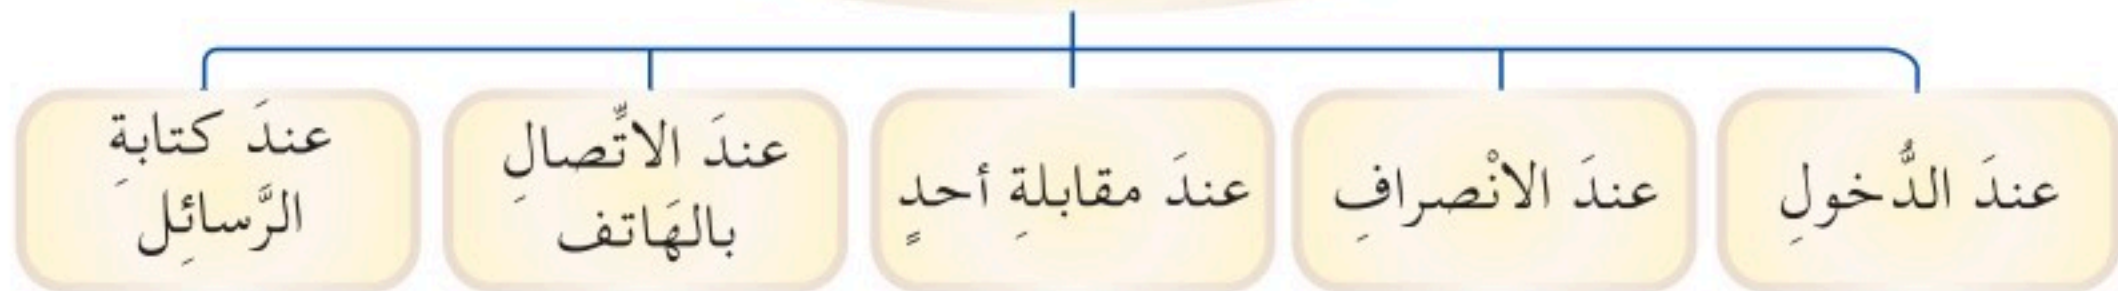 عندَ الدُّخولِ
عندَ الانْصرافِ
عندَ مقابلةِ أحدٍ
عندَ الاتِّصالِ
بالهَاتف
عندَ كتابةِ
الرَّسائِل